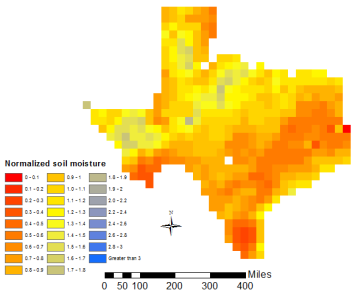 Normalized soil moisture
0 - 0.1 0.9 - 1 1.8 - 1.9
0.1 - 0.2 1.0 - 1.1 1.9 - 2
0.2 - 0.3 1.1 - 1.2 2.0 - 2.2
0.3 - 0.4 1.2 - 1.3 2.2 - 2.4
0.4 - 0.5 1.3 - 1.4 2.4 - 2.6
0.5 - 0.6 1.4 - 1.5 2.6 - 2.8
0.6 - 0.7 1.5 - 1.6 2.8 - 3
0.7 - 0.8 1.6 - 1.7 Greater than 3
0.8 - 0.9 1.7 - 1.8
Miles
0 50 100 200 300 400